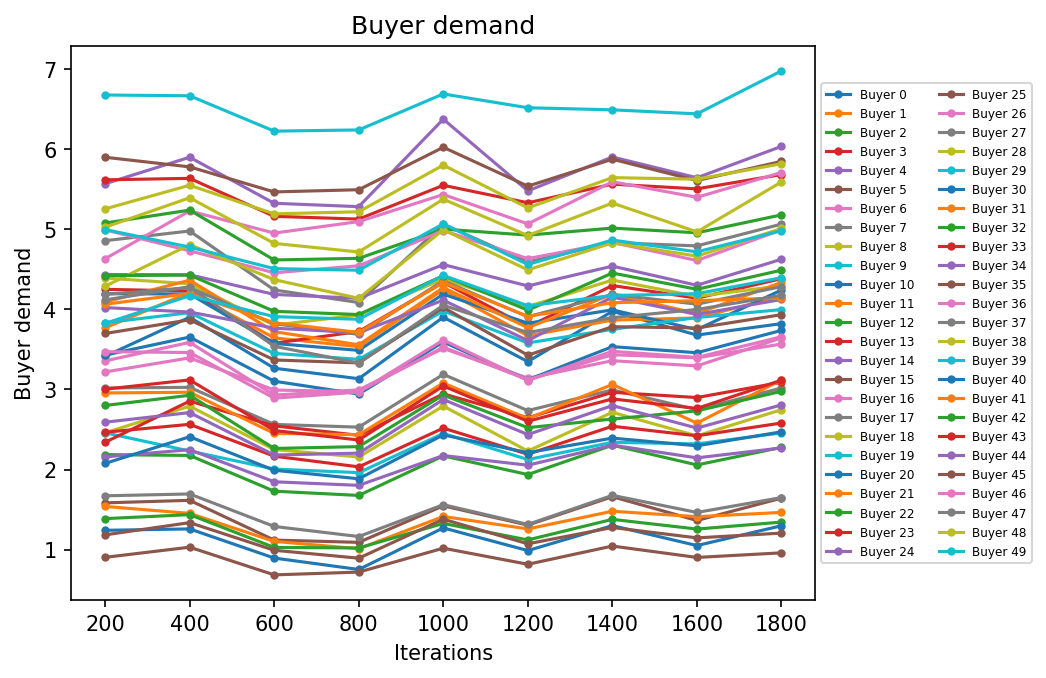 Buyer demand
Buyer demand
7
6
5
4
3
2
1
200 400 600 800 1000 1200 1400 1600 1800
Iterations
Buyer 0
Buyer 1
Buyer 2
Buyer 3
Buyer 4
Buyer 5
Buyer 6
Buyer 7
Buyer 8
Buyer 9
Buyer 10
Buyer 11
Buyer 12
Buyer 13
Buyer 14
Buyer 15
Buyer 16
Buyer 17
Buyer 18
Buyer 19
Buyer 20
Buyer 21
Buyer 22
Buyer 23
Buyer 24
Buyer 25
Buyer 26
Buyer 27
Buyer 28
Buyer 29
Buyer 30
Buyer 31
Buyer 32
Buyer 33
Buyer 34
Buyer 35
Buyer 36
Buyer 37
Buyer 38
Buyer 39
Buyer 40
Buyer 41
Buyer 42
Buyer 43
Buyer 44
Buyer 45
Buyer 46
Buyer 47
Buyer 48
Buyer 49